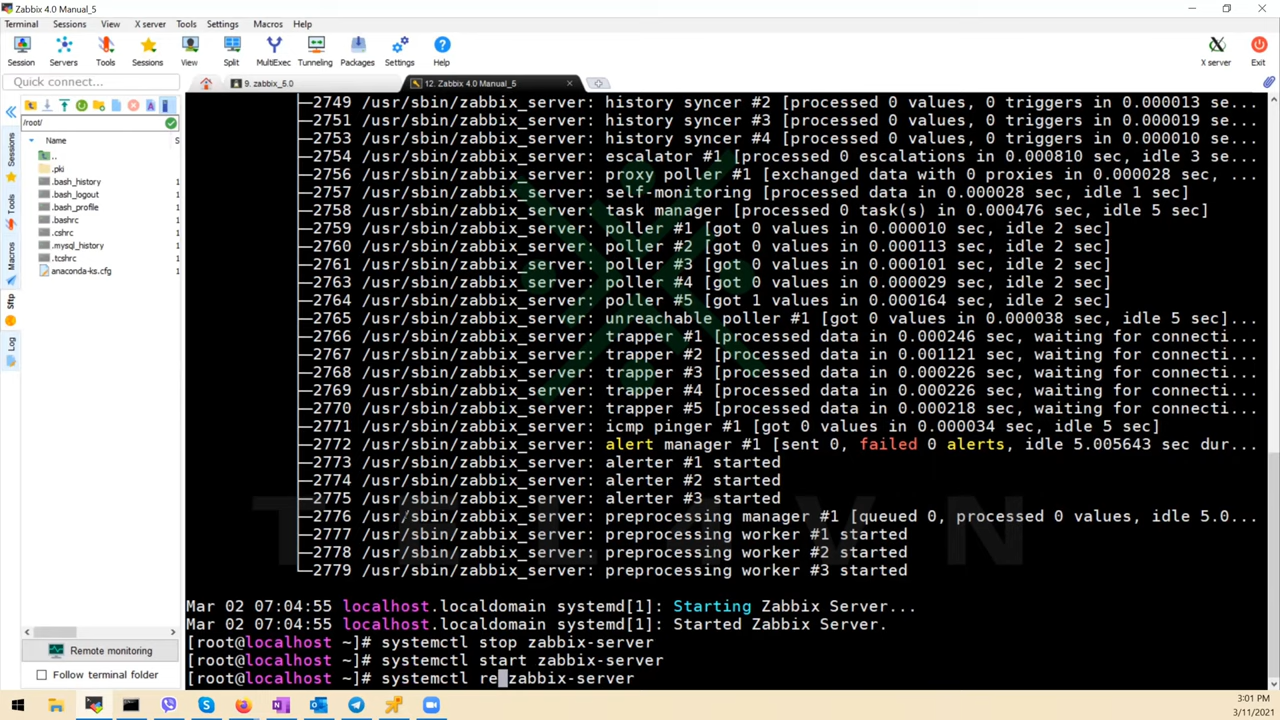 Zabbix 4.0 Manual_5
Terminal Sessions View X server Tools Settings Macros Help
Session Servers Tools Sessions View Split MultiExec Tunneling Packages Settings Help X server Exit
Quick connect...
9. zabbix_5.0
12. Zabbix 4.0 Manual_5
/root/
Name S
..
.pki
.bash_history 1
.bash_logout 1
.bash_profile 1
.bashrc 1
.cshrc 1
.mysql_history 1
.tcshrc 1
anaconda-ks.cfg 1
Sessions
Tools
Macros
Sftp
Log
Remote monitoring
Follow terminal folder
├─2749 /usr/sbin/zabbix_server: history syncer #2 [processed 0 values, 0 triggers in 0.000013 se...
├─2751 /usr/sbin/zabbix_server: history syncer #3 [processed 0 values, 0 triggers in 0.000019 se...
├─2753 /usr/sbin/zabbix_server: history syncer #4 [processed 0 values, 0 triggers in 0.000010 se...
├─2754 /usr/sbin/zabbix_server: escalator #1 [processed 0 escalations in 0.000810 sec, idle 3 se...
├─2756 /usr/sbin/zabbix_server: proxy poller #1 [exchanged data with 0 proxies in 0.000028 sec, ...
├─2757 /usr/sbin/zabbix_server: self-monitoring [processed data in 0.000028 sec, idle 1 sec]
├─2758 /usr/sbin/zabbix_server: task manager [processed 0 task(s) in 0.000476 sec, idle 5 sec]
├─2759 /usr/sbin/zabbix_server: poller #1 [got 0 values in 0.000010 sec, idle 2 sec]
├─2760 /usr/sbin/zabbix_server: poller #2 [got 0 values in 0.000113 sec, idle 2 sec]
├─2761 /usr/sbin/zabbix_server: poller #3 [got 0 values in 0.000101 sec, idle 2 sec]
├─2763 /usr/sbin/zabbix_server: poller #4 [got 0 values in 0.000029 sec, idle 2 sec]
├─2764 /usr/sbin/zabbix_server: poller #5 [got 1 values in 0.000164 sec, idle 2 sec]
├─2765 /usr/sbin/zabbix_server: unreachable poller #1 [got 0 values in 0.000038 sec, idle 5 sec]...
├─2766 /usr/sbin/zabbix_server: trapper #1 [processed data in 0.000246 sec, waiting for connecti...
├─2767 /usr/sbin/zabbix_server: trapper #2 [processed data in 0.001121 sec, waiting for connecti...
├─2768 /usr/sbin/zabbix_server: trapper #3 [processed data in 0.000226 sec, waiting for connecti...
├─2769 /usr/sbin/zabbix_server: trapper #4 [processed data in 0.000226 sec, waiting for connecti...
├─2770 /usr/sbin/zabbix_server: trapper #5 [processed data in 0.000218 sec, waiting for connecti...
├─2771 /usr/sbin/zabbix_server: icmp pinger #1 [got 0 values in 0.000034 sec, idle 5 sec]
├─2772 /usr/sbin/zabbix_server: alert manager #1 [sent 0, failed 0 alerts, idle 5.005643 sec dur...
├─2773 /usr/sbin/zabbix_server: alerter #1 started
├─2774 /usr/sbin/zabbix_server: alerter #2 started
├─2775 /usr/sbin/zabbix_server: alerter #3 started
├─2776 /usr/sbin/zabbix_server: preprocessing manager #1 [queued 0, processed 0 values, idle 5.0...
├─2777 /usr/sbin/zabbix_server: preprocessing worker #1 started
├─2778 /usr/sbin/zabbix_server: preprocessing worker #2 started
└─2779 /usr/sbin/zabbix_server: preprocessing worker #3 started
TEL4VN
Mar 02 07:04:55 localhost.localdomain systemd[1]: Starting Zabbix Server...
Mar 02 07:04:55 localhost.localdomain systemd[1]: Started Zabbix Server.
[root@localhost ~]# systemctl stop zabbix-server
[root@localhost ~]# systemctl start zabbix-server
[root@localhost ~]# systemctl re zabbix-server
3:01 PM
3/11/2021